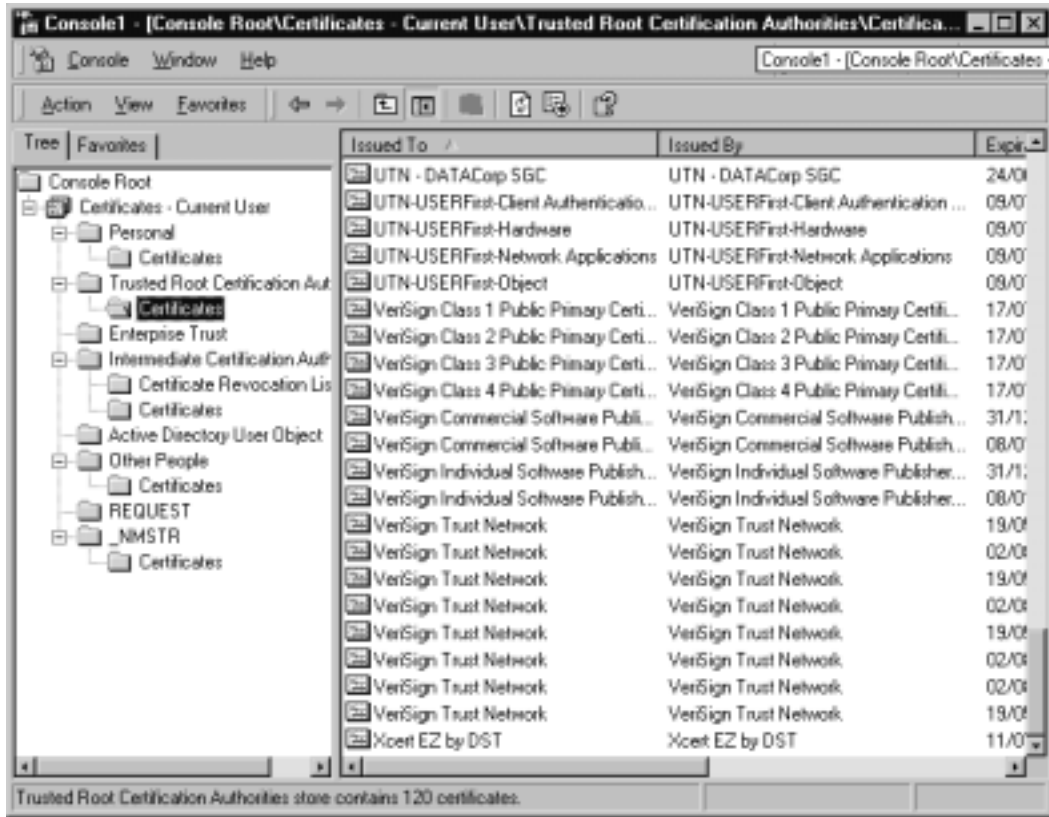 Console1 - [Console Root\Certificates - Current User\Trusted Root Certification Authorities\Certifica...
Console Window Help
Console1 - [Console Root\Certificates -
Action View Favorites
Tree Favorites
Console Root
Certificates - Current User
Personal
Certificates
Trusted Root Certification Aut
Certificates
Enterprise Trust
Intermediate Certification Auth
Certificate Revocation Lis
Certificates
Active Directory User Object
Other People
Certificates
REQUEST
_NMSTR
Certificates
Issued To Issued By Expir
UTN - DATACorp SGC UTN - DATACorp SGC 24/0
UTN-USERFirst-Client Authenticatio... UTN-USERFirst-Client Authentication ... 09/0
UTN-USERFirst-Hardware UTN-USERFirst-Hardware 09/0
UTN-USERFirst-Network Applications UTN-USERFirst-Network Applications 09/0
UTN-USERFirst-Object UTN-USERFirst-Object 09/0
VeriSign Class 1 Public Primary Certi... VeriSign Class 1 Public Primary Certifi... 17/0
VeriSign Class 2 Public Primary Certi... VeriSign Class 2 Public Primary Certifi... 17/0
VeriSign Class 3 Public Primary Certi... VeriSign Class 3 Public Primary Certifi... 17/0
VeriSign Class 4 Public Primary Certi... VeriSign Class 4 Public Primary Certifi... 17/0
VeriSign Commercial Software Publi... VeriSign Commercial Software Publish... 31/1
VeriSign Commercial Software Publi... VeriSign Commercial Software Publish... 08/0
VeriSign Individual Software Publish... VeriSign Individual Software Publisher... 31/1
VeriSign Individual Software Publish... VeriSign Individual Software Publisher... 08/0
VeriSign Trust Network VeriSign Trust Network 19/0
VeriSign Trust Network VeriSign Trust Network 02/0
VeriSign Trust Network VeriSign Trust Network 19/0
VeriSign Trust Network VeriSign Trust Network 02/0
VeriSign Trust Network VeriSign Trust Network 19/0
VeriSign Trust Network VeriSign Trust Network 02/0
VeriSign Trust Network VeriSign Trust Network 02/0
VeriSign Trust Network VeriSign Trust Network 19/0
Xcert EZ by DST Xcert EZ by DST 11/0
Trusted Root Certification Authorities store contains 120 certificates.